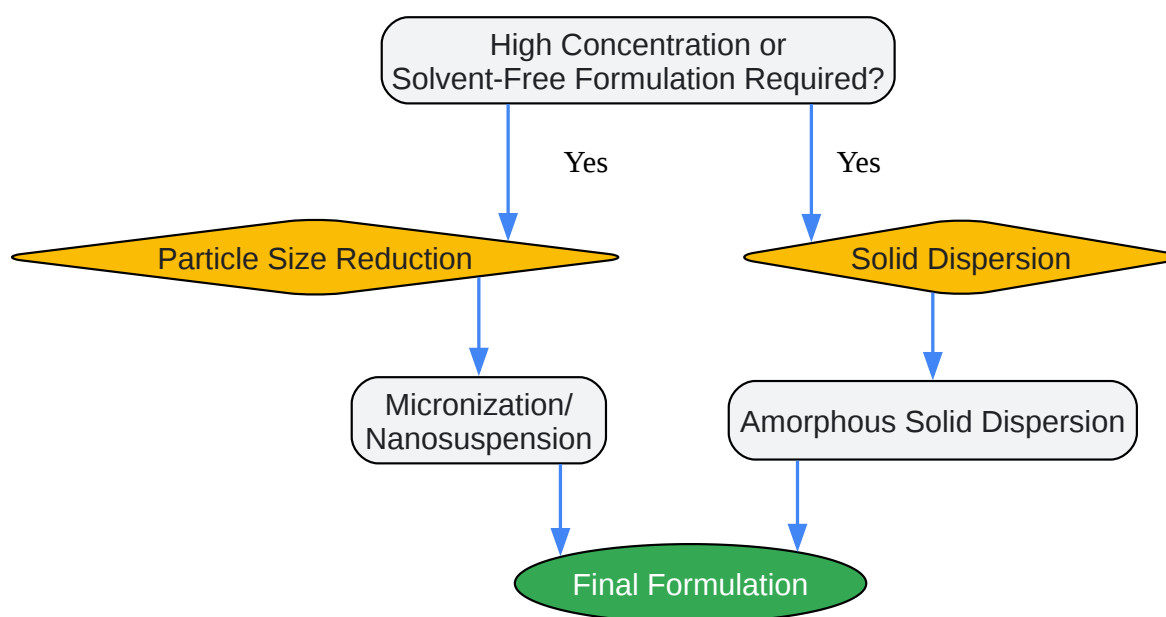 High Concentration or
Solvent-Free Formulation Required?
Yes
Yes
Particle Size Reduction
Solid Dispersion
Micronization/
Nanosuspension
Amorphous Solid Dispersion
Final Formulation